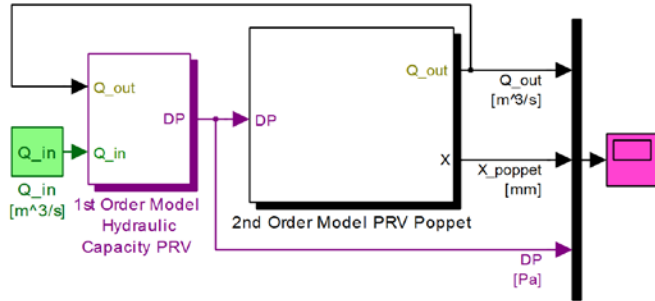 Q_out
Q_out
Q_out
[m^3/s]
DP
DP
Q_in
Q_in
X
X_poppet
[mm]
Q_in
[m^3/s]
1st Order Model
Hydraulic
Capacity PRV
2nd Order Model PRV Poppet
DP
[Pa]